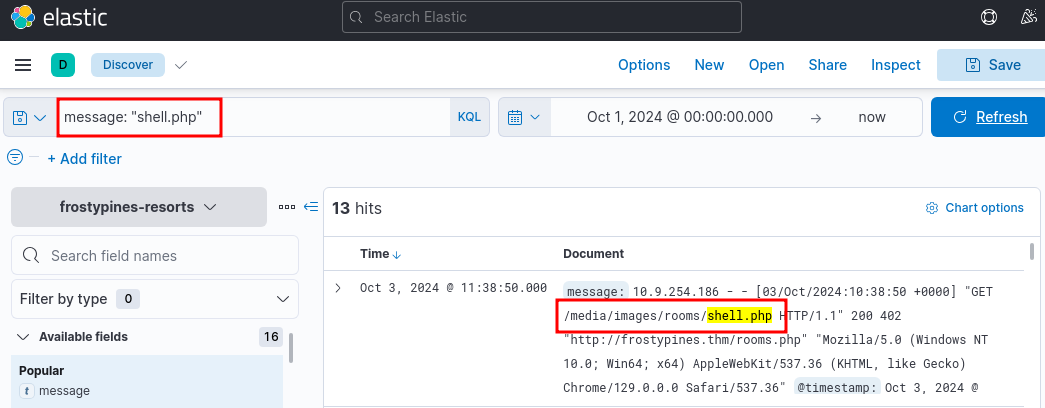 elastic
Search Elastic
D
Discover
Options
New
Open
Share
Inspect
Save
message: "shell.php"
KQL
Oct 1, 2024 @ 00:00:00.000 → now
Refresh
+ Add filter
frostypines-resorts
13 hits
Chart options
Search field names
Filter by type 0
Available fields 16
Popular
t message
Time↓ Document
Oct 3, 2024 @ 11:38:50.000
message: 10.9.254.186 - - [03/Oct/2024:10:38:50 +0000] "GET
/media/images/rooms/shell.php HTTP/1.1" 200 402
"http://frostypines.thm/rooms.php" "Mozilla/5.0 (Windows NT
10.0; Win64; x64) AppleWebKit/537.36 (KHTML, like Gecko)
Chrome/129.0.0.0 Safari/537.36" @timestamp: Oct 3, 2024 @